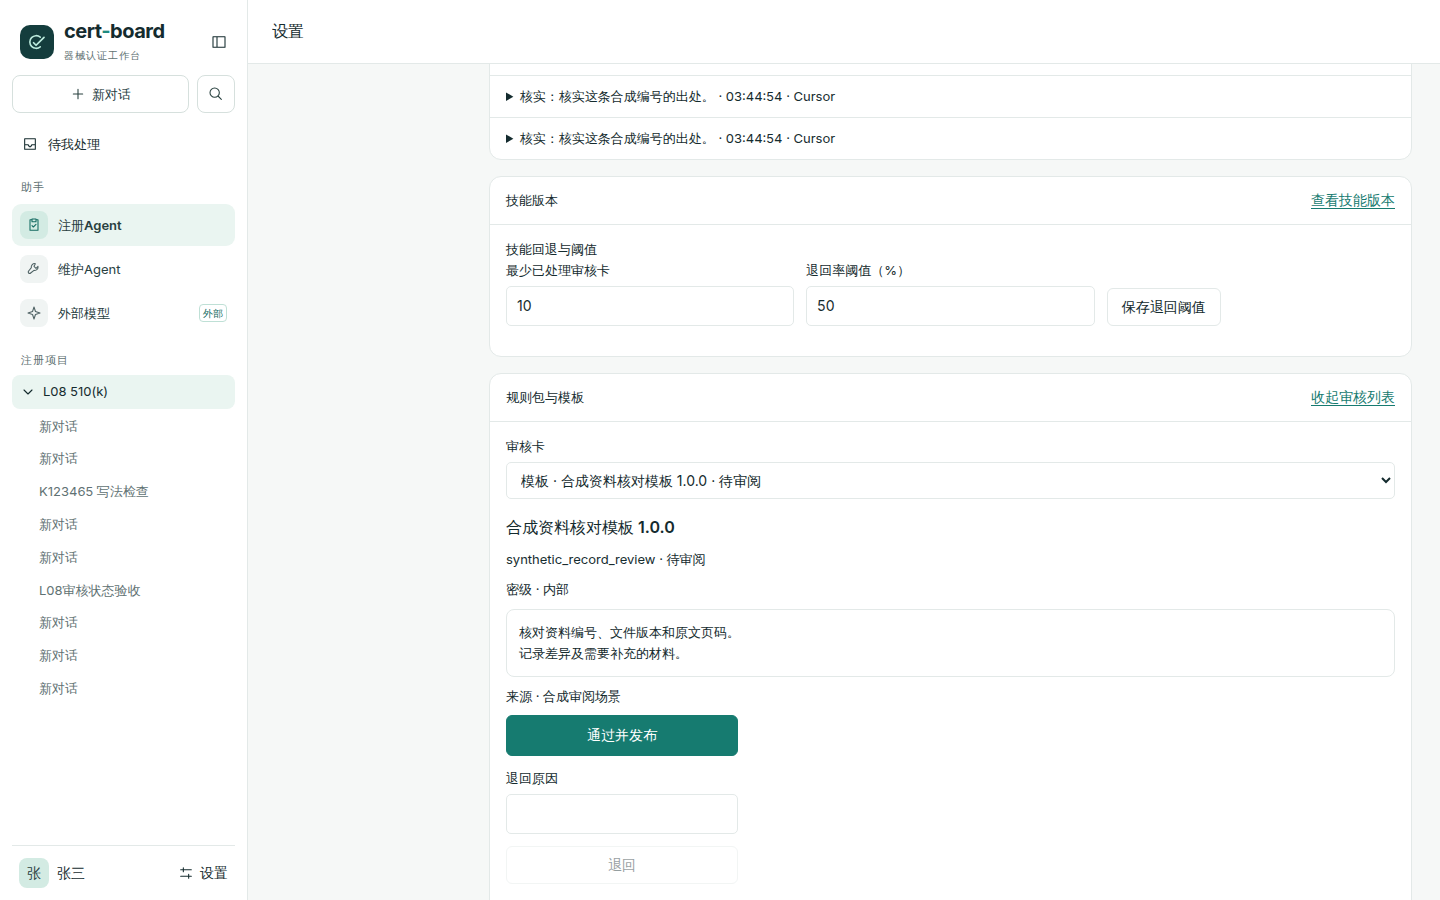 cert-board
器械认证工作台
新对话
待我处理
助手
注册Agent
维护Agent
外部模型
外部
注册项目
L08 510(k)
新对话
新对话
K123465 写法检查
新对话
新对话
L08审核状态验收
新对话
新对话
新对话
张
张三
设置
设置
核实：核实这条合成编号的出处。 · 03:44:54 · Cursor
核实：核实这条合成编号的出处。 · 03:44:54 · Cursor
技能版本
查看技能版本
技能回退与阈值
最少已处理审核卡
退回率阈值（%）
10
50
保存退回阈值
规则包与模板
收起审核列表
审核卡
模板 · 合成资料核对模板 1.0.0 · 待审阅
合成资料核对模板 1.0.0
synthetic_record_review · 待审阅
密级 · 内部
核对资料编号、文件版本和原文页码。
记录差异及需要补充的材料。
来源 · 合成审阅场景
通过并发布
退回原因
退回